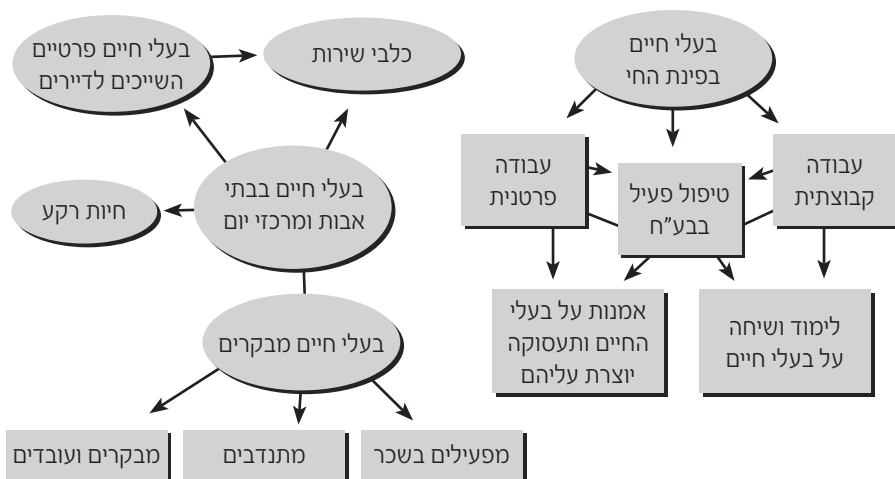 בעלי חיים
בפינת החי
עבודה
קבוצתית
טיפול פעיל
בבע"ח
עבודה
פרטנית
לימוד ושיחה
על בעלי חיים
אמנות על בעלי
החיים ותעסוקה
יוצרת עליהם
כלבי שירות
בעלי חיים פרטיים
השייכים לדיירים
בעלי חיים בבתי
אבות ומרכזי יום
חיות רקע
בעלי חיים מבקרים
מפעילים בשכר
מתנדבים
מבקרים ועובדים